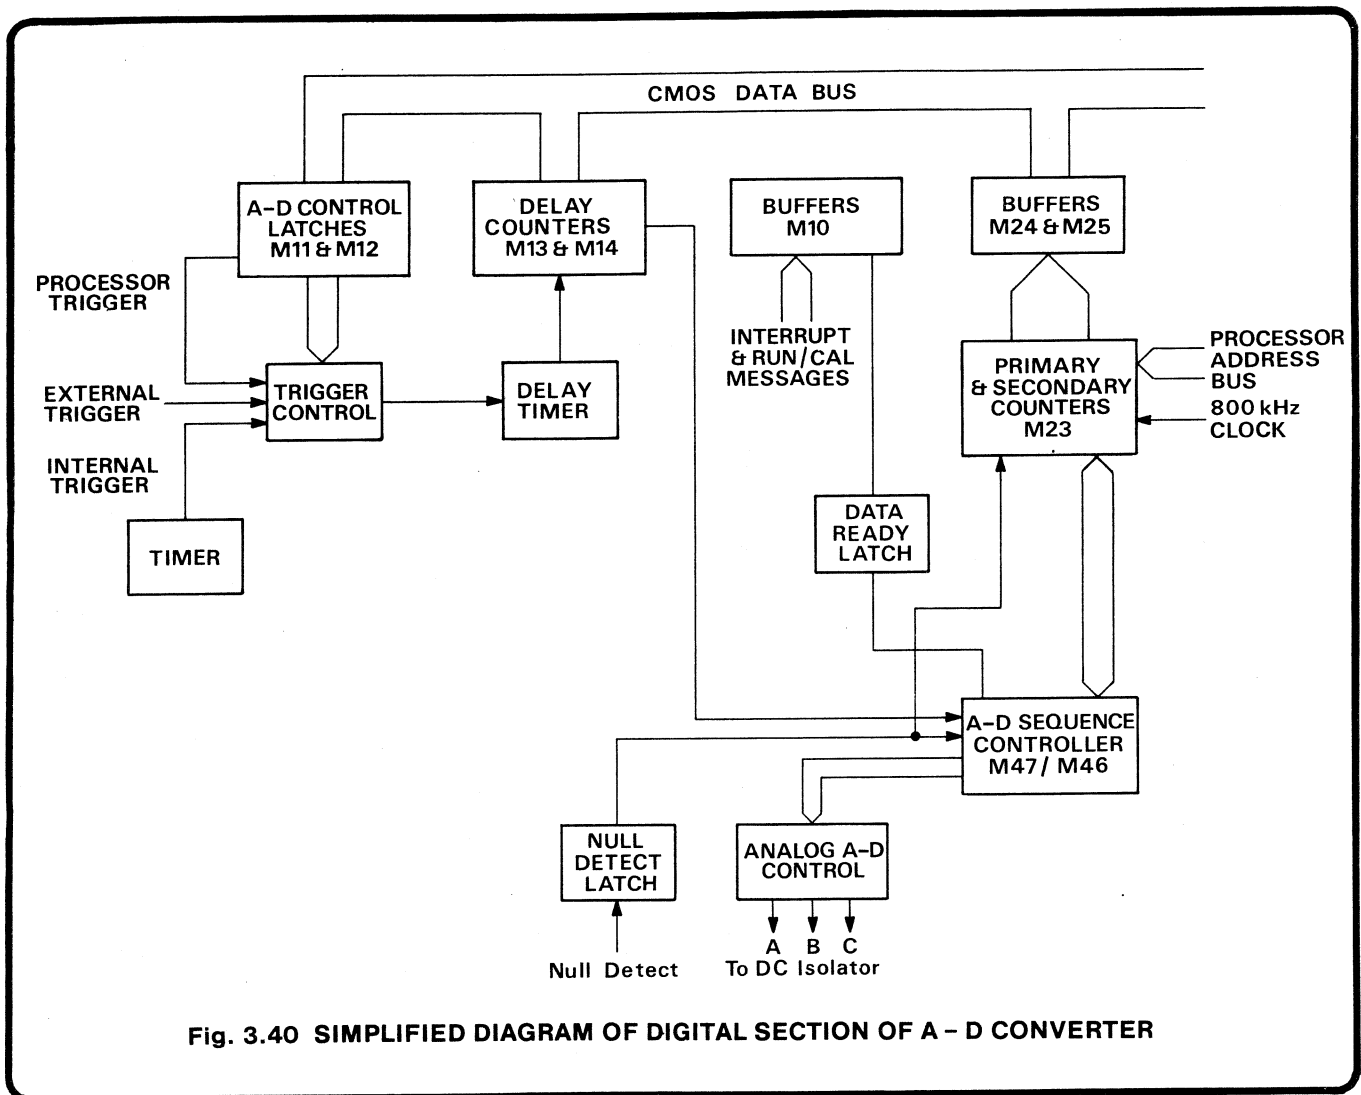 CMOS DATA BUS
A-D CONTROL
LATCHES
M11 & M12
DELAY
COUNTERS
M13 & M14
BUFFERS
M10
BUFFERS
M24 & M25
PROCESSOR
TRIGGER
EXTERNAL
TRIGGER
INTERNAL
TRIGGER
TRIGGER
CONTROL
DELAY
TIMER
INTERRUPT
& RUN/CAL
MESSAGES
PRIMARY
& SECONDARY
COUNTERS
M23
PROCESSOR
ADDRESS
BUS
800 kHz
CLOCK
TIMER
DATA
READY
LATCH
A-D SEQUENCE
CONTROLLER
M47/ M46
NULL
DETECT
LATCH
ANALOG A-D
CONTROL
A B C
Null Detect
To DC Isolator
Fig. 3.40 SIMPLIFIED DIAGRAM OF DIGITAL SECTION OF A – D CONVERTER